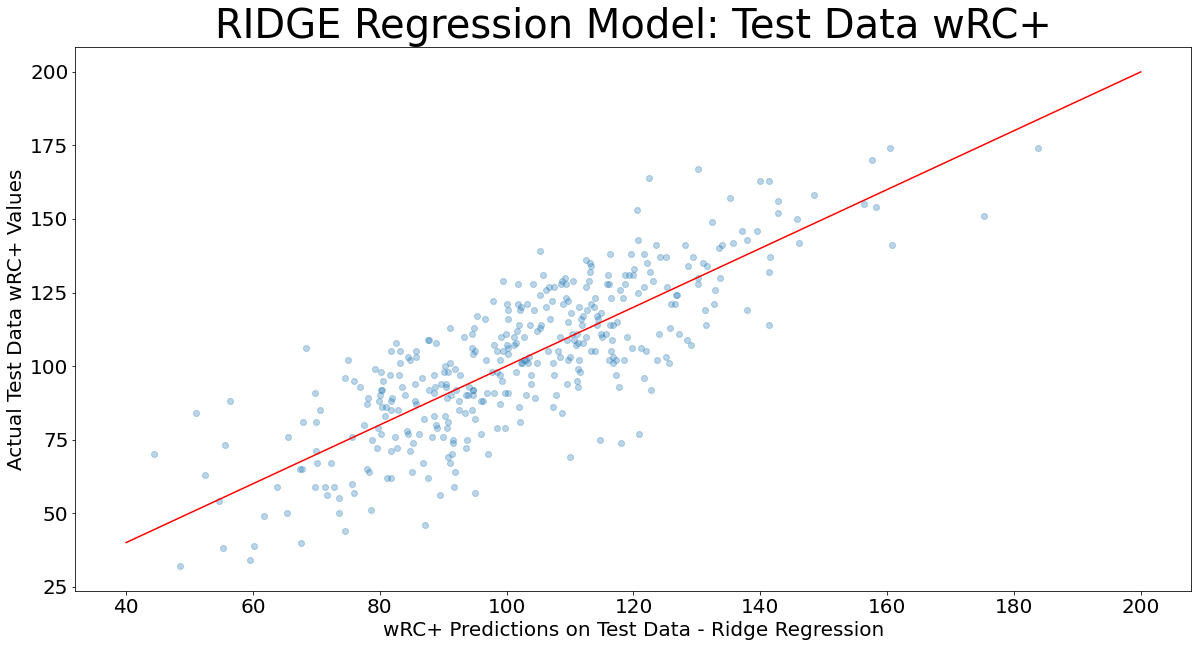 RIDGE Regression Model: Test Data wRC+
Actual Test Data wRC+ Values
200
175
150
125
100
75
50
25
40 60 80 100 120 140 160 180 200
wRC+ Predictions on Test Data - Ridge Regression